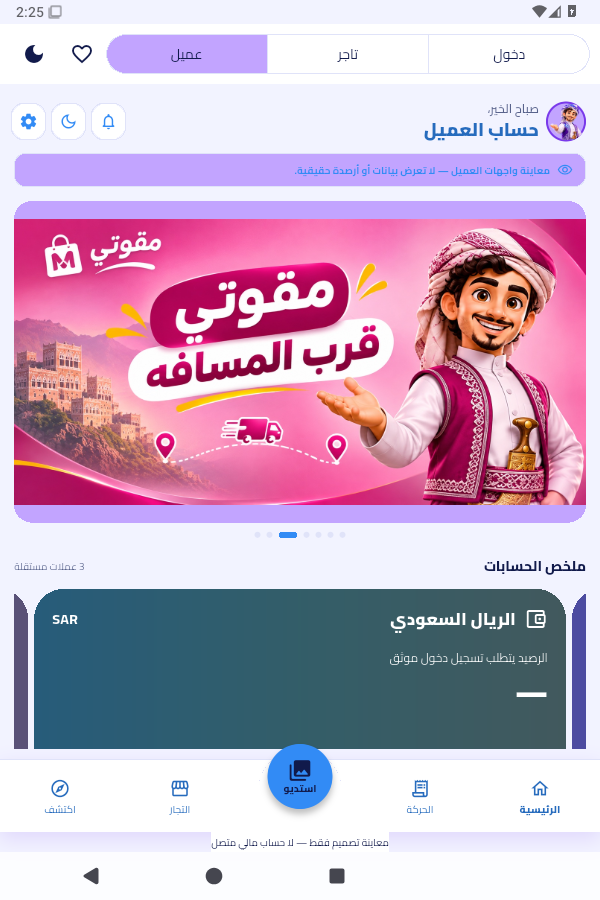 2:25
دخول
تاجر
عميل
صباح الخير،
حساب العميل
معاينة واجهات العميل — لا تعرض بيانات أو أرصدة حقيقية.
مقوتي
مقوتي
قرب المسافه
ملخص الحسابات
3 عملات مستقلة
الريال السعودي
SAR
الرصيد يتطلب تسجيل دخول موثق
—
الرئيسية
الحركة
استديو
التجار
اكتشف
معاينة تصميم فقط — لا حساب مالي متصل